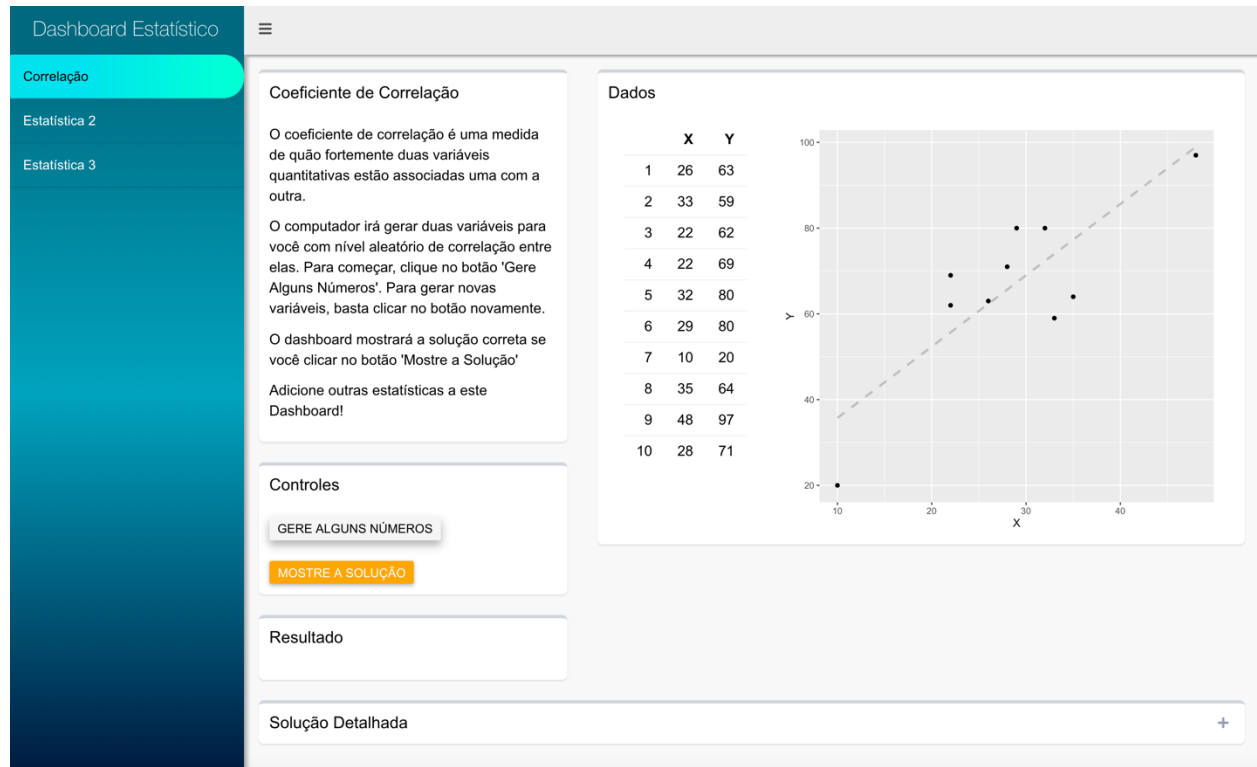 Dashboard Estatístico
Correlação
Estatística 2
Estatística 3
Coeficiente de Correlação
O coeficiente de correlação é uma medida
de quão fortemente duas variáveis
quantitativas estão associadas uma com a
outra.
O computador irá gerar duas variáveis para
você com nível aleatório de correlação entre
elas. Para começar, clique no botão 'Gere
Alguns Números'. Para gerar novas
variáveis, basta clicar no botão novamente.
O dashboard mostrará a solução correta se
você clicar no botão 'Mostre a Solução'
Adicione outras estatísticas a este
Dashboard!
Controles
GERE ALGUNS NÚMEROS
MOSTRE A SOLUÇÃO
Resultado
Dados
X Y
1 26 63
2 33 59
3 22 62
4 22 69
5 32 80
6 29 80
7 10 20
8 35 64
9 48 97
10 28 71
100
80
60
40
20
Y
10 20 30 40
X
Solução Detalhada